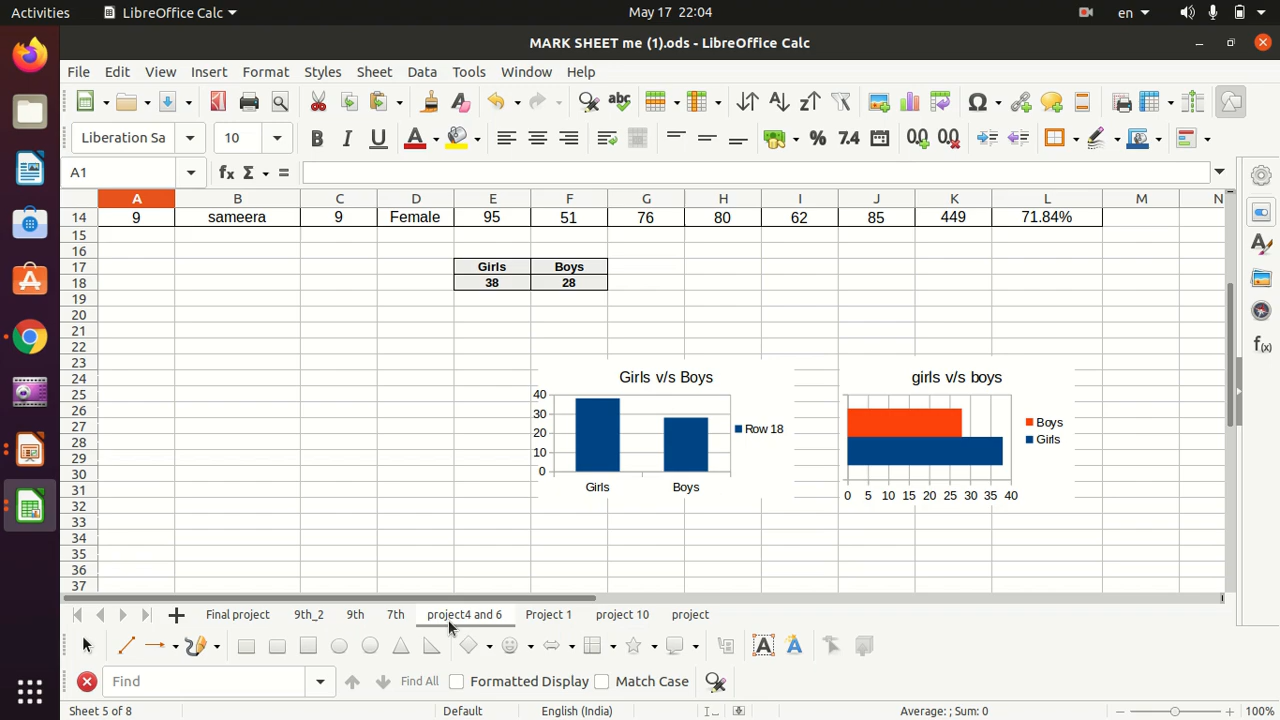 Activities LibreOffice Calc May 17 22:04 en
MARK SHEET me (1).ods - LibreOffice Calc
File Edit View Insert Format Styles Sheet Data Tools Window Help
Liberation Sa 10
A1
A B C D E F G H I J K L M N
14 9 sameera 9 Female 95 51 76 80 62 85 449 71.84%
15
16
17 Girls Boys
18 38 28
19
20
21
22
23
24 Girls v/s Boys girls v/s boys
25 40
26 30 Boys
27 20 Row 18 Girls
28 10
29 0
30 Girls Boys
31 0 5 10 15 20 25 30 35 40
32
33
34
35
36
37
Final project 9th_2 9th 7th project4 and 6 Project 1 project 10 project
Find Find All Formatted Display Match Case
Sheet 5 of 8 Default English (India) Average: ; Sum: 0 100%